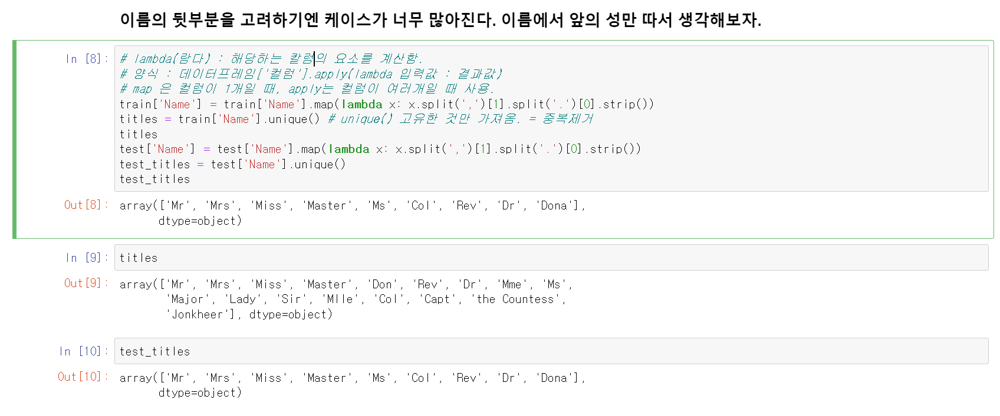 이름의 뒷부분을 고려하기엔 케이스가 너무 많아진다. 이름에서 앞의 성만 따서 생각해보자.
In [8]:
# lambda(람다) : 해당하는 칼럼의 요소를 계산함.
# 양식 : 데이터프레임['컬럼'].apply(lambda 입력값 : 결과값)
# map 은 컬럼이 1개일 때, apply는 컬럼이 여러개일 때 사용.
train['Name'] = train['Name'].map(lambda x: x.split(',')[1].split('.')[0].strip())
titles = train['Name'].unique() # unique() 고유한 것만 가져옴. = 중복제거
titles
test['Name'] = test['Name'].map(lambda x: x.split(',')[1].split('.')[0].strip())
test_titles = test['Name'].unique()
test_titles
Out[8]: array(['Mr', 'Mrs', 'Miss', 'Master', 'Ms', 'Col', 'Rev', 'Dr', 'Dona'],
dtype=object)
In [9]: titles
Out[9]: array(['Mr', 'Mrs', 'Miss', 'Master', 'Don', 'Rev', 'Dr', 'Mme', 'Ms',
'Major', 'Lady', 'Sir', 'Mlle', 'Col', 'Capt', 'the Countess',
'Jonkheer'], dtype=object)
In [10]: test_titles
Out[10]: array(['Mr', 'Mrs', 'Miss', 'Master', 'Ms', 'Col', 'Rev', 'Dr', 'Dona'],
dtype=object)